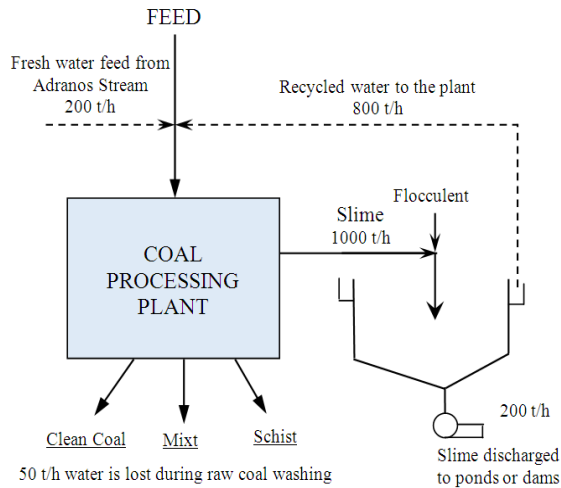 FEED
Fresh water feed from
Adranos Stream
200 t/h
Recycled water to the plant
800 t/h
Flocculent
Slime
1000 t/h
COAL
PROCESSING
PLANT
Clean Coal
Mixt
Schist
50 t/h water is lost during raw coal washing
200 t/h
Slime discharged
to ponds or dams